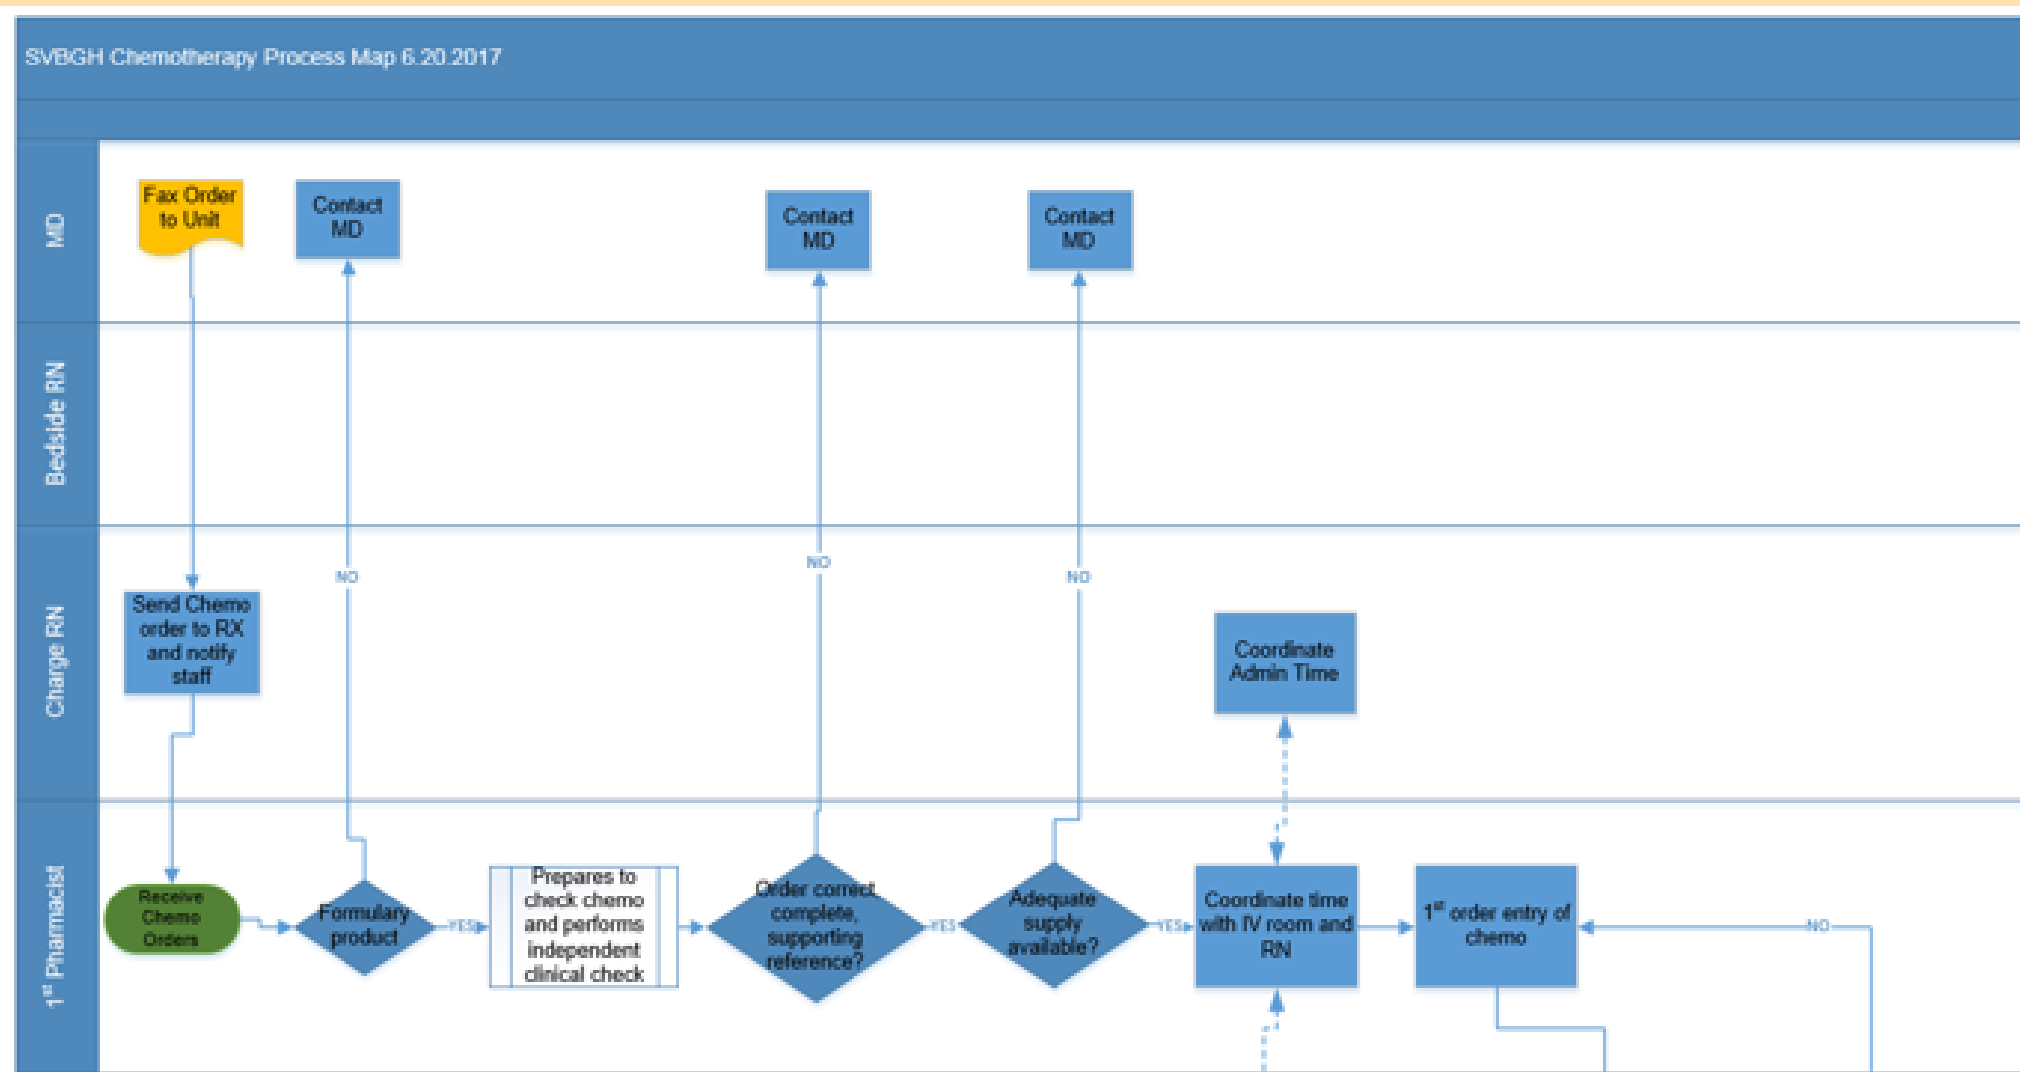 SVBGH Chemotherapy Process Map 6.20.2017
MD
Fax Order
to Unit
Contact
MD
Contact
MD
Contact
MD
Bedside RN
Charge RN
NO
NO
NO
Send Chemo
order to RX
and notify
staff
Coordinate
Admin Time
1st Pharmacist
Receive
Chemo
Orders
Formulary
product
YES
Prepares to
check chemo
and performs
independent
clinical check
Order correct,
complete,
supporting
reference?
YES
Adequate
supply
available?
YES
Coordinate time
with IV room and
RN
1st order entry of
chemo
NO